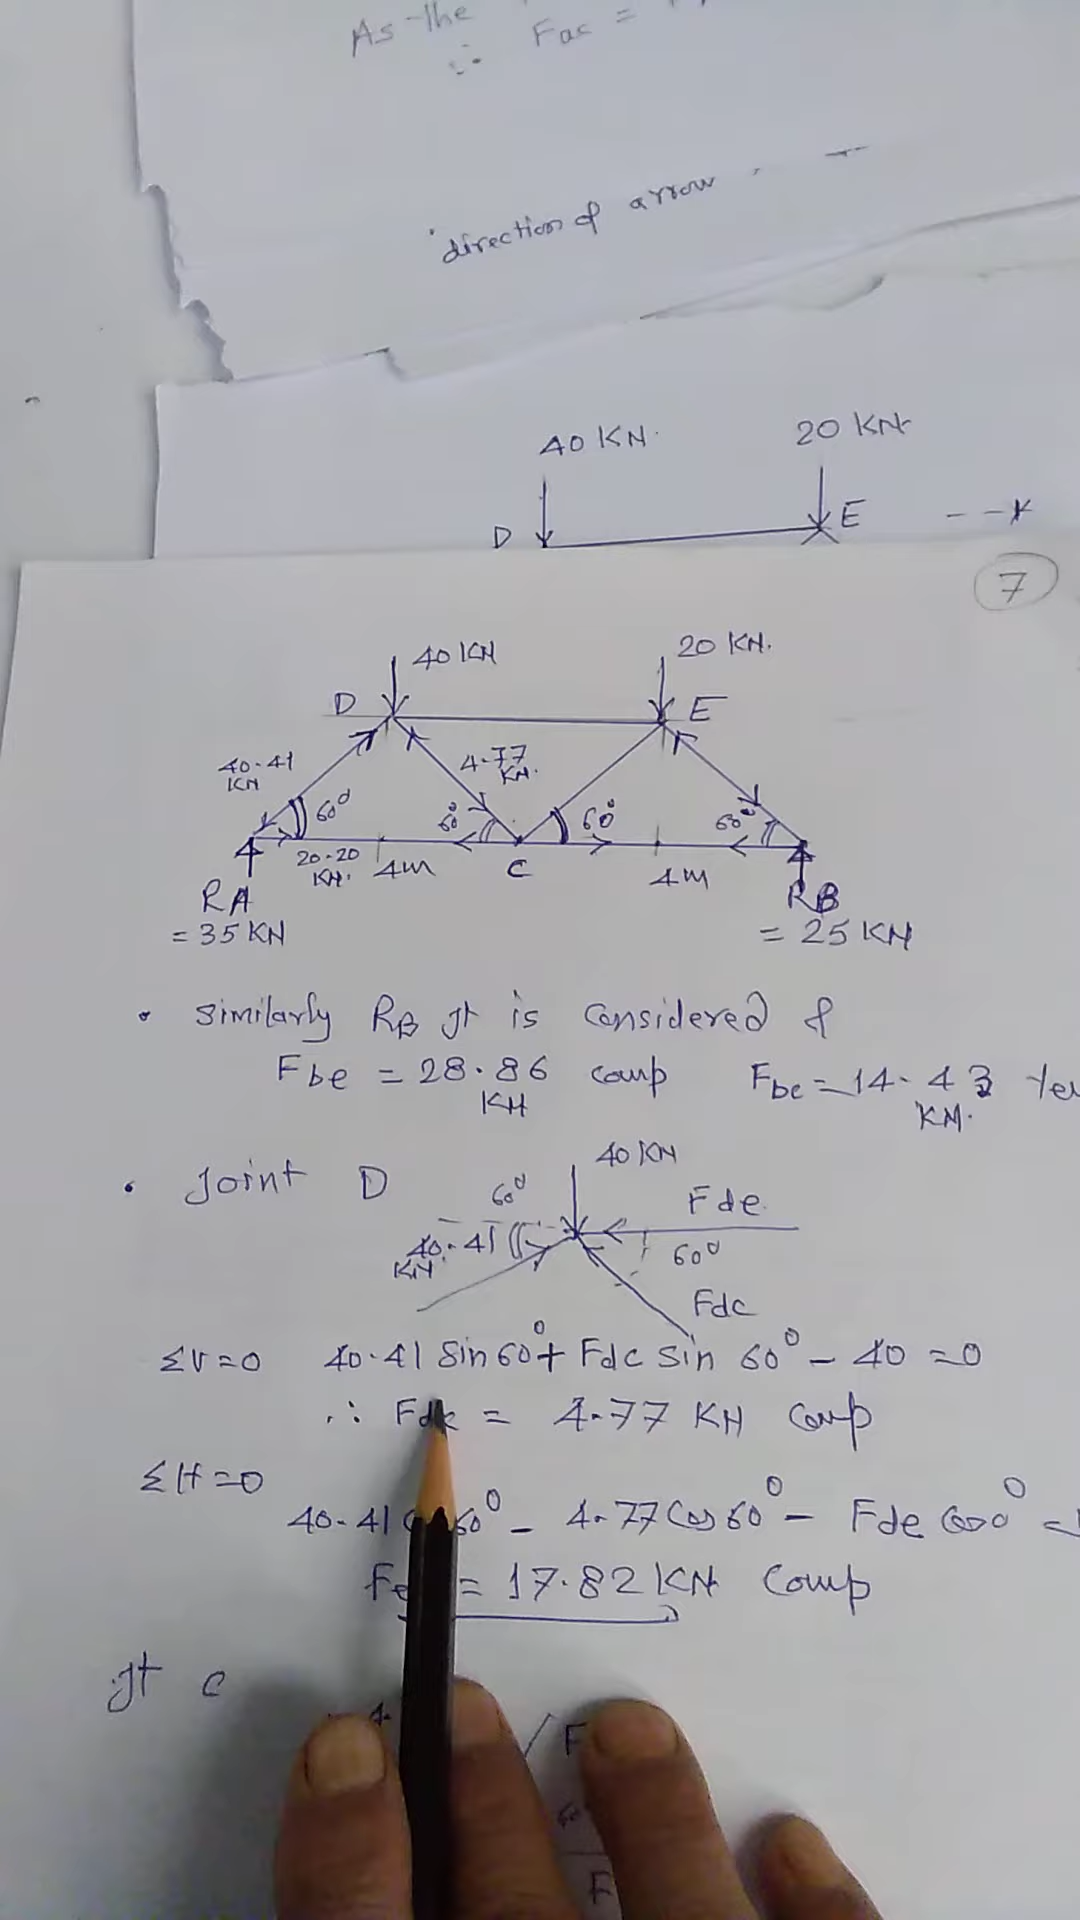 As the
∴ Fac =
direction of arrow
40 KN
20 KN
D
E
7
40 KN
20 KN.
D
E
40.41
KN
4.77
KN.
60°
60°
60°
60°
20.20
KN.
4m
C
4m
RA
RB
= 35 KN
= 25 KN
• Similarly RB jt is considered &
Fbe = 28.86 comp Fbc = 14.43
KN
KN.
• Joint D
40 KN
60°
Fde
40.41
KN
60°
Fdc
ΣV=0 40.41 Sin 60° + Fdc sin 60° - 40 = 0
∴ = 4.77 KN Comp
ΣH=0
40.41 60° - 4.77 Cos 60° - Fde Cos 0° =
= 17.82 KN Comp
Jt C
F
F